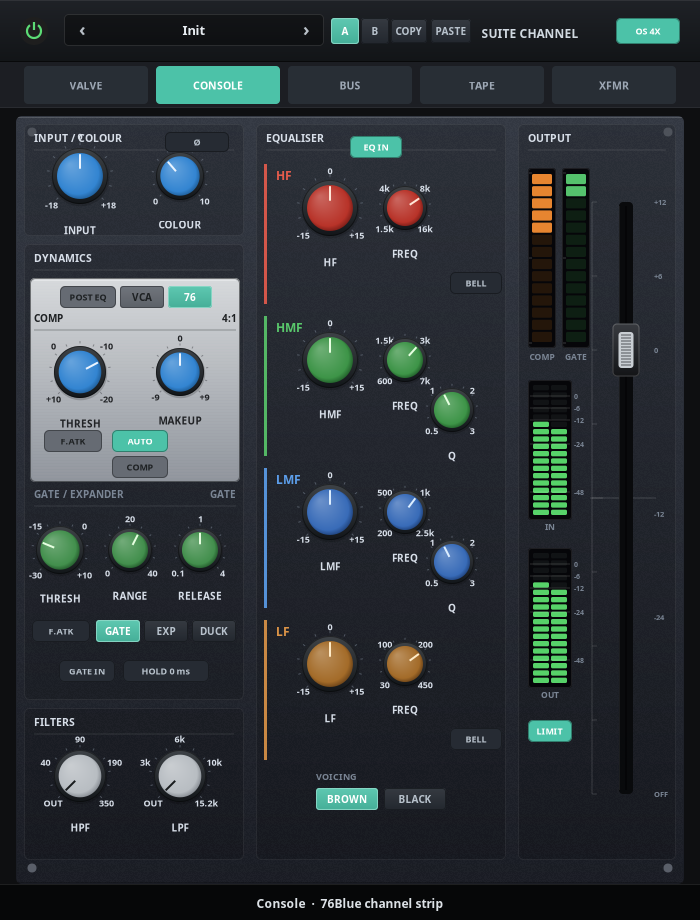 ‹ Init › A B COPY PASTE SUITE CHANNEL OS 4X
VALVE CONSOLE BUS TAPE XFMR
INPUT / COLOUR Ø
0
-18 +18 0 10
INPUT COLOUR
DYNAMICS
POST EQ VCA 76
COMP 4:1
0 -10 0
+10 -20 -9 +9
THRESH MAKEUP
F.ATK AUTO
COMP
GATE / EXPANDER GATE
-15 0 20 1
-30 +10 0 40 0.1 4
THRESH RANGE RELEASE
F.ATK GATE EXP DUCK
GATE IN HOLD 0 ms
FILTERS
90 6k
40 190 3k 10k
OUT 350 OUT 15.2k
HPF LPF
EQUALISER EQ IN
HF 0 4k 8k
-15 +15 1.5k 16k
HF FREQ
BELL
HMF 0 1.5k 3k
-15 +15 600 7k
HMF FREQ
1 2
0.5 3
Q
LMF 0 500 1k
-15 +15 200 2.5k
LMF FREQ
1 2
0.5 3
Q
LF 0 100 200
-15 +15 30 450
LF FREQ
BELL
VOICING
BROWN BLACK
OUTPUT
COMP GATE
0
-6
-12
-24
-48
IN
0
-6
-12
-24
-48
OUT
LIMIT
+12
+6
0
-12
-24
OFF
Console · 76Blue channel strip